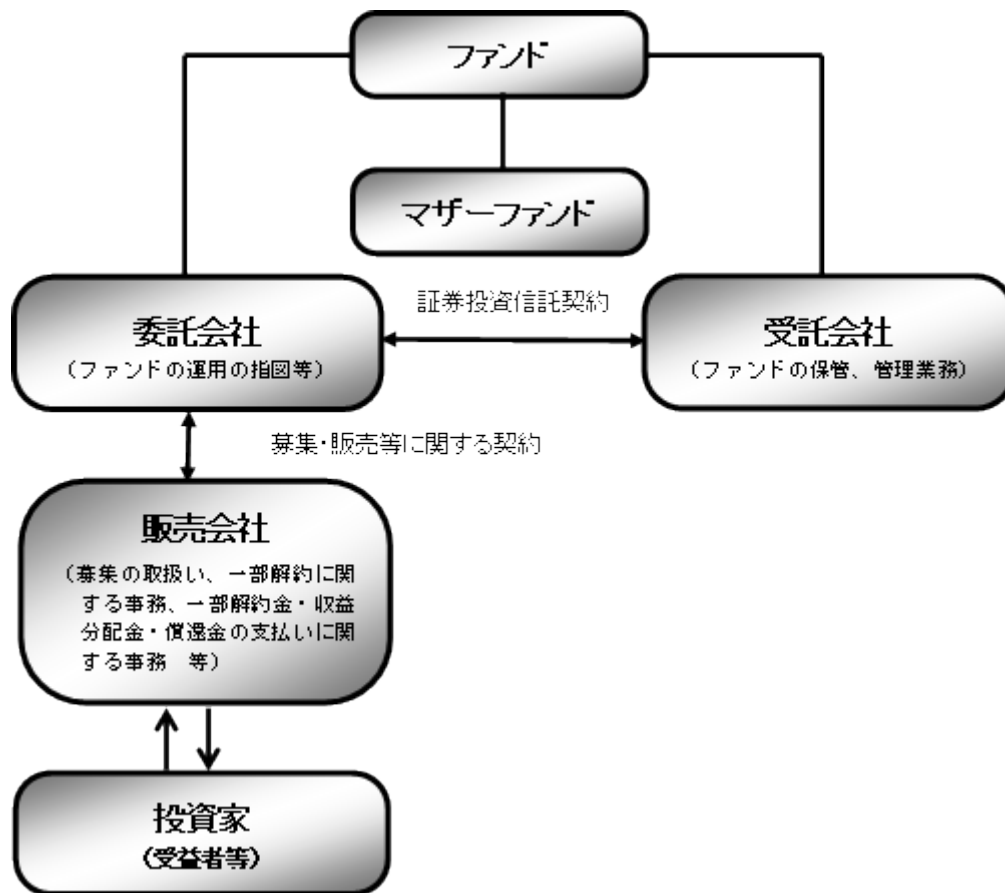 ファンド
マザーファンド
証券投資信託契約
委託会社
（ファンドの運用の指図等）
受託会社
（ファンドの保管、管理業務）
募集・販売等に関する契約
販売会社
（募集の取扱い、一部解約に関
する事務、一部解約金・収益
分配金・償還金の支払いに関
する事務　等）
投資家
（受益者等）